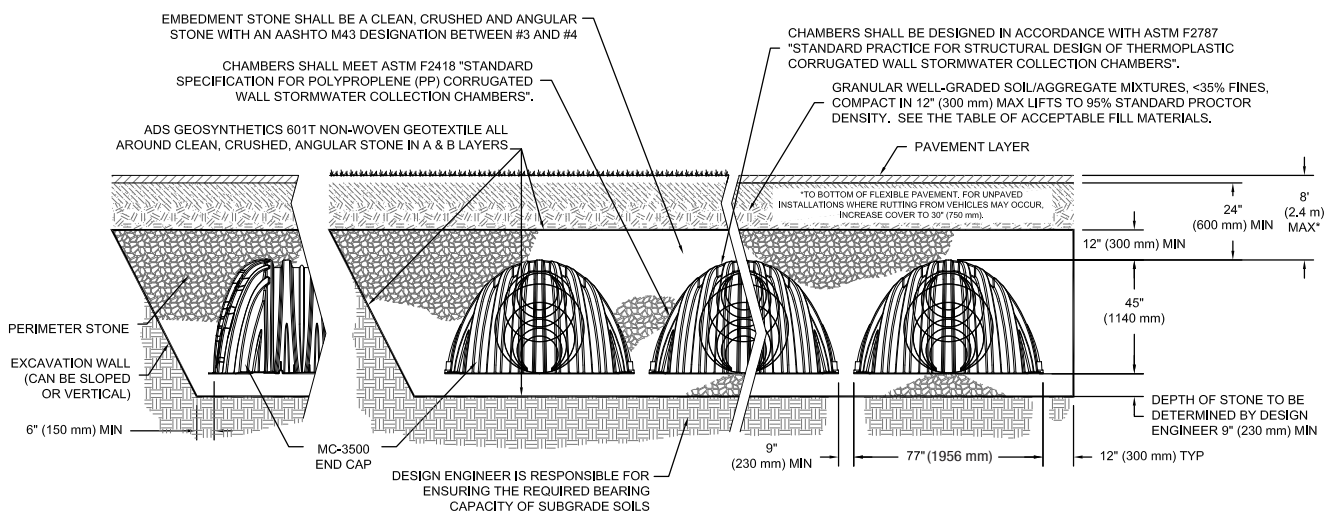 EMBEDMENT STONE SHALL BE A CLEAN, CRUSHED AND ANGULAR
STONE WITH AN AASHTO M43 DESIGNATION BETWEEN #3 AND #4
CHAMBERS SHALL MEET ASTM F2418 "STANDARD
SPECIFICATION FOR POLYPROPLENE (PP) CORRUGATED
WALL STORMWATER COLLECTION CHAMBERS".
ADS GEOSYNTHETICS 601T NON-WOVEN GEOTEXTILE ALL
AROUND CLEAN, CRUSHED, ANGULAR STONE IN A & B LAYERS
CHAMBERS SHALL BE DESIGNED IN ACCORDANCE WITH ASTM F2787
"STANDARD PRACTICE FOR STRUCTURAL DESIGN OF THERMOPLASTIC
CORRUGATED WALL STORMWATER COLLECTION CHAMBERS".
GRANULAR WELL-GRADED SOIL/AGGREGATE MIXTURES, <35% FINES,
COMPACT IN 12" (300 mm) MAX LIFTS TO 95% STANDARD PROCTOR
DENSITY. SEE THE TABLE OF ACCEPTABLE FILL MATERIALS.
PAVEMENT LAYER
*TO BOTTOM OF FLEXIBLE PAVEMENT. FOR UNPAVED
INSTALLATIONS WHERE RUTTING FROM VEHICLES MAY OCCUR,
INCREASE COVER TO 30" (750 mm).
8'
(2.4 m)
MAX*
24"
(600 mm) MIN
12" (300 mm) MIN
45"
(1140 mm)
PERIMETER STONE
EXCAVATION WALL
(CAN BE SLOPED
OR VERTICAL)
6" (150 mm) MIN
MC-3500
END CAP
DESIGN ENGINEER IS RESPONSIBLE FOR
ENSURING THE REQUIRED BEARING
CAPACITY OF SUBGRADE SOILS
9"
(230 mm) MIN
77" (1956 mm)
12" (300 mm) TYP
DEPTH OF STONE TO BE
DETERMINED BY DESIGN
ENGINEER 9" (230 mm) MIN